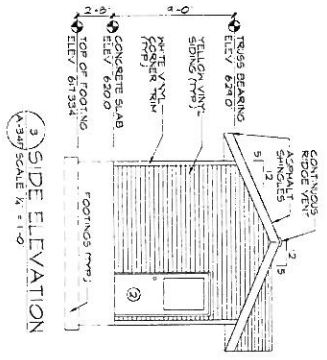 CONTINUOUS
RIDGE VENT
ASPHALT
SHINGLES
12
5
12
5
TRUSS BEARING
ELEV 629.0'
9'-0"
YELLOW VINYL
SIDING (TYP.)
WHITE VINYL
CORNER TRIM
(TYP.)
2
CONCRETE SLAB
ELEV 620.0'
2'-8"
TOP OF FOOTING
ELEV 617.334
FOOTINGS (TYP.)
3 SIDE ELEVATION
SCALE 1/4" = 1'-0"